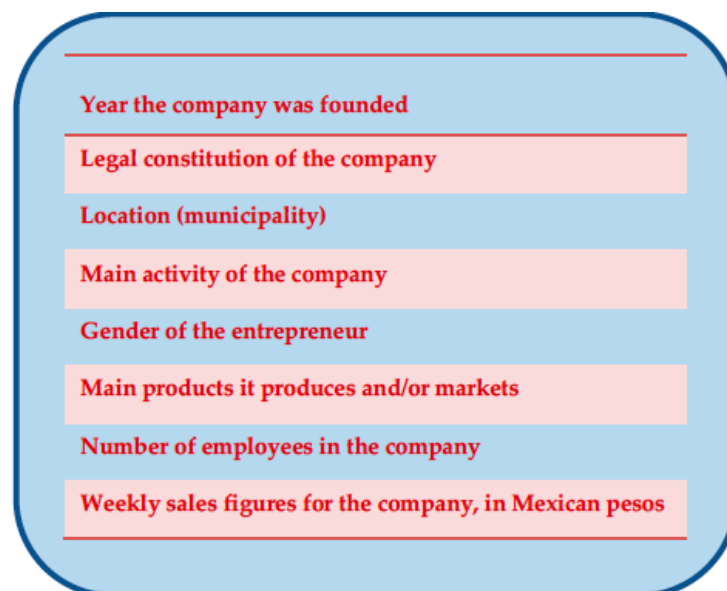 Year the company was founded
Legal constitution of the company
Location (municipality)
Main activity of the company
Gender of the entrepreneur
Main products it produces and/or markets
Number of employees in the company
Weekly sales figures for the company, in Mexican pesos